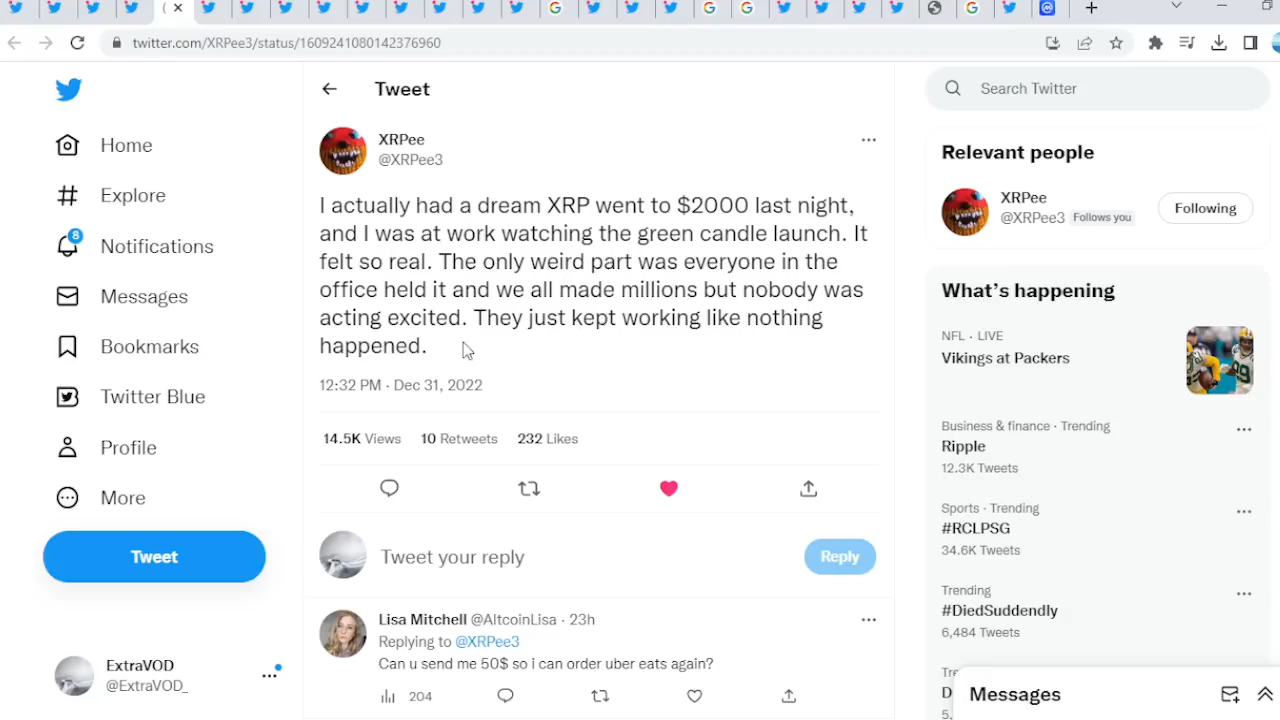 twitter.com/XRPee3/status/1609241080142376960
Home
Explore
8
Notifications
Messages
Bookmarks
Twitter Blue
Profile
More
Tweet
ExtraVOD
@ExtraVOD_
Tweet
XRPee
@XRPee3
I actually had a dream XRP went to $2000 last night,
and I was at work watching the green candle launch. It
felt so real. The only weird part was everyone in the
office held it and we all made millions but nobody was
acting excited. They just kept working like nothing
happened.
12:32 PM · Dec 31, 2022
14.5K Views 10 Retweets 232 Likes
Tweet your reply
Reply
Lisa Mitchell @AltcoinLisa · 23h
Replying to @XRPee3
Can u send me 50$ so i can order uber eats again?
204
Search Twitter
Relevant people
XRPee
@XRPee3 Follows you
Following
What's happening
NFL · LIVE
Vikings at Packers
Business & finance · Trending
Ripple
12.3K Tweets
Sports · Trending
#RCLPSG
34.6K Tweets
Trending
#DiedSuddendly
6,484 Tweets
Messages